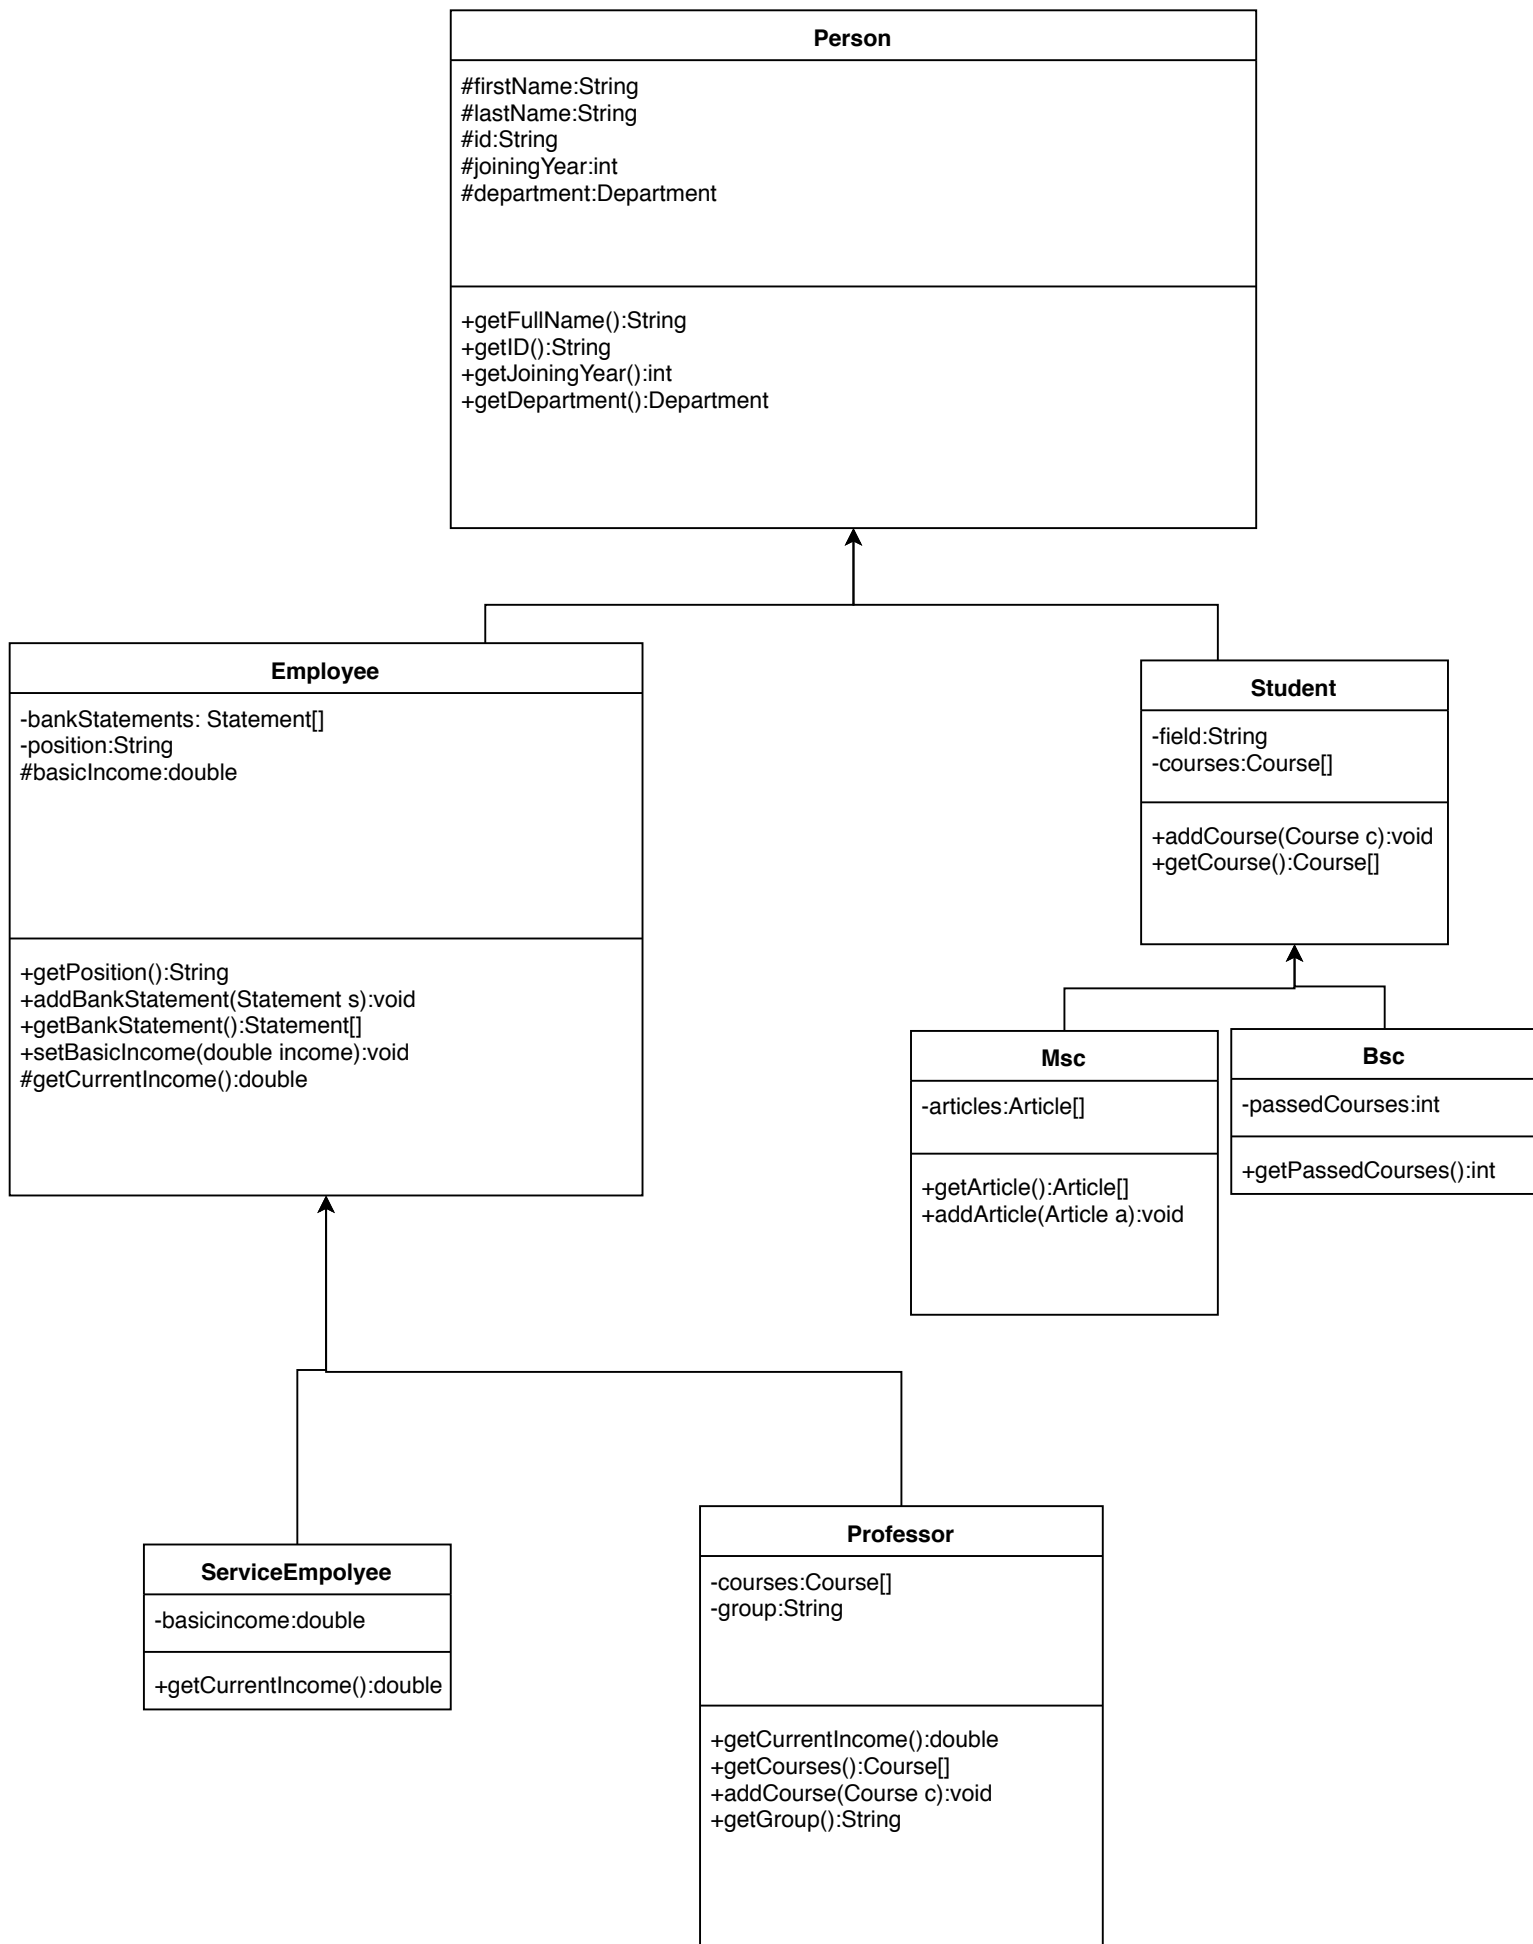 Person
#firstName:String
#lastName:String
#id:String
#joiningYear:int
#department:Department
+getFullName():String
+getID():String
+getJoiningYear():int
+getDepartment():Department
Employee
-bankStatements: Statement[]
-position:String
#basicIncome:double
+getPosition():String
+addBankStatement(Statement s):void
+getBankStatement():Statement[]
+setBasicIncome(double income):void
#getCurrentIncome():double
Student
-field:String
-courses:Course[]
+addCourse(Course c):void
+getCourse():Course[]
Msc
-articles:Article[]
+getArticle():Article[]
+addArticle(Article a):void
Bsc
-passedCourses:int
+getPassedCourses():int
ServiceEmpolyee
-basicincome:double
+getCurrentIncome():double
Professor
-courses:Course[]
-group:String
+getCurrentIncome():double
+getCourses():Course[]
+addCourse(Course c):void
+getGroup():String